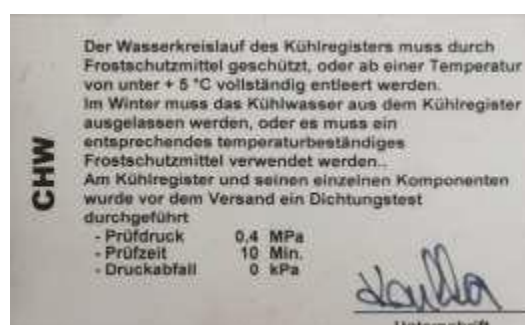 Der Wasserkreislauf des Kühlregisters muss durch
Frostschutzmittel geschützt, oder ab einer Temperatur
von unter + 5 °C vollständig entleert werden.
Im Winter muss das Kühlwasser aus dem Kühlregister
ausgelassen werden, oder es muss ein
entsprechendes temperaturbeständiges
Frostschutzmittel verwendet werden..
Am Kühlregister und seinen einzelnen Komponenten
wurde vor dem Versand ein Dichtungstest
durchgeführt
- Prüfdruck 0,4 MPa
- Prüfzeit 10 Min.
- Druckabfall 0 kPa
CHW
Unterschrift